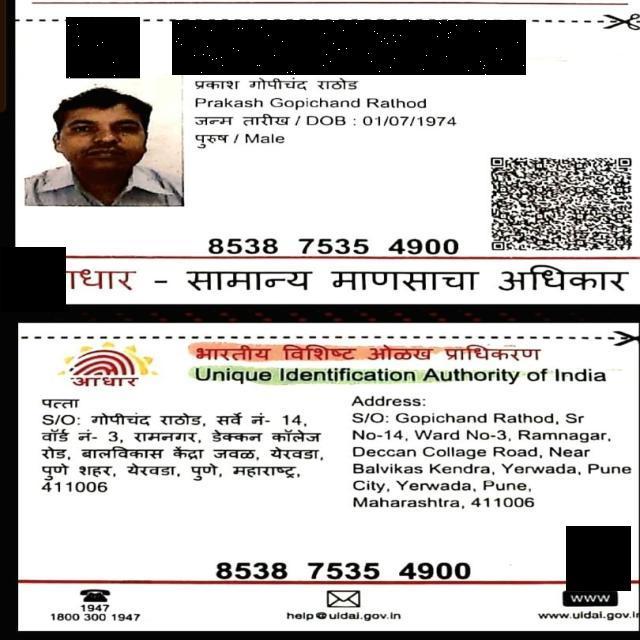 प्रकाश गोपीचंद राठोड
Prakash Gopichand Rathod
जन्म तारीख / DOB : 01/07/1974
पुरुष / Male
8538 7535 4900
आधार - सामान्य माणसाचा अधिकार
भारतीय विशिष्ट ओळख प्राधिकरण
Unique Identification Authority of India
आधार
पत्ता
S/O: गोपीचंद राठोड, सर्वे नं- 14,
वॉर्ड नं- 3, रामनगर, डेक्कन कॉलेज
रोड, बालविकास केंद्रा जवळ, येरवडा,
पुणे शहर, येरवडा, पुणे, महाराष्ट्र,
411006
Address:
S/O: Gopichand Rathod, Sr
No-14, Ward No-3, Ramnagar,
Deccan Collage Road, Near
Balvikas Kendra, Yerwada, Pune
City, Yerwada, Pune,
Maharashtra, 411006
8538 7535 4900
1947
1800 300 1947
help@uidai.gov.in
www
www.uidai.gov.in